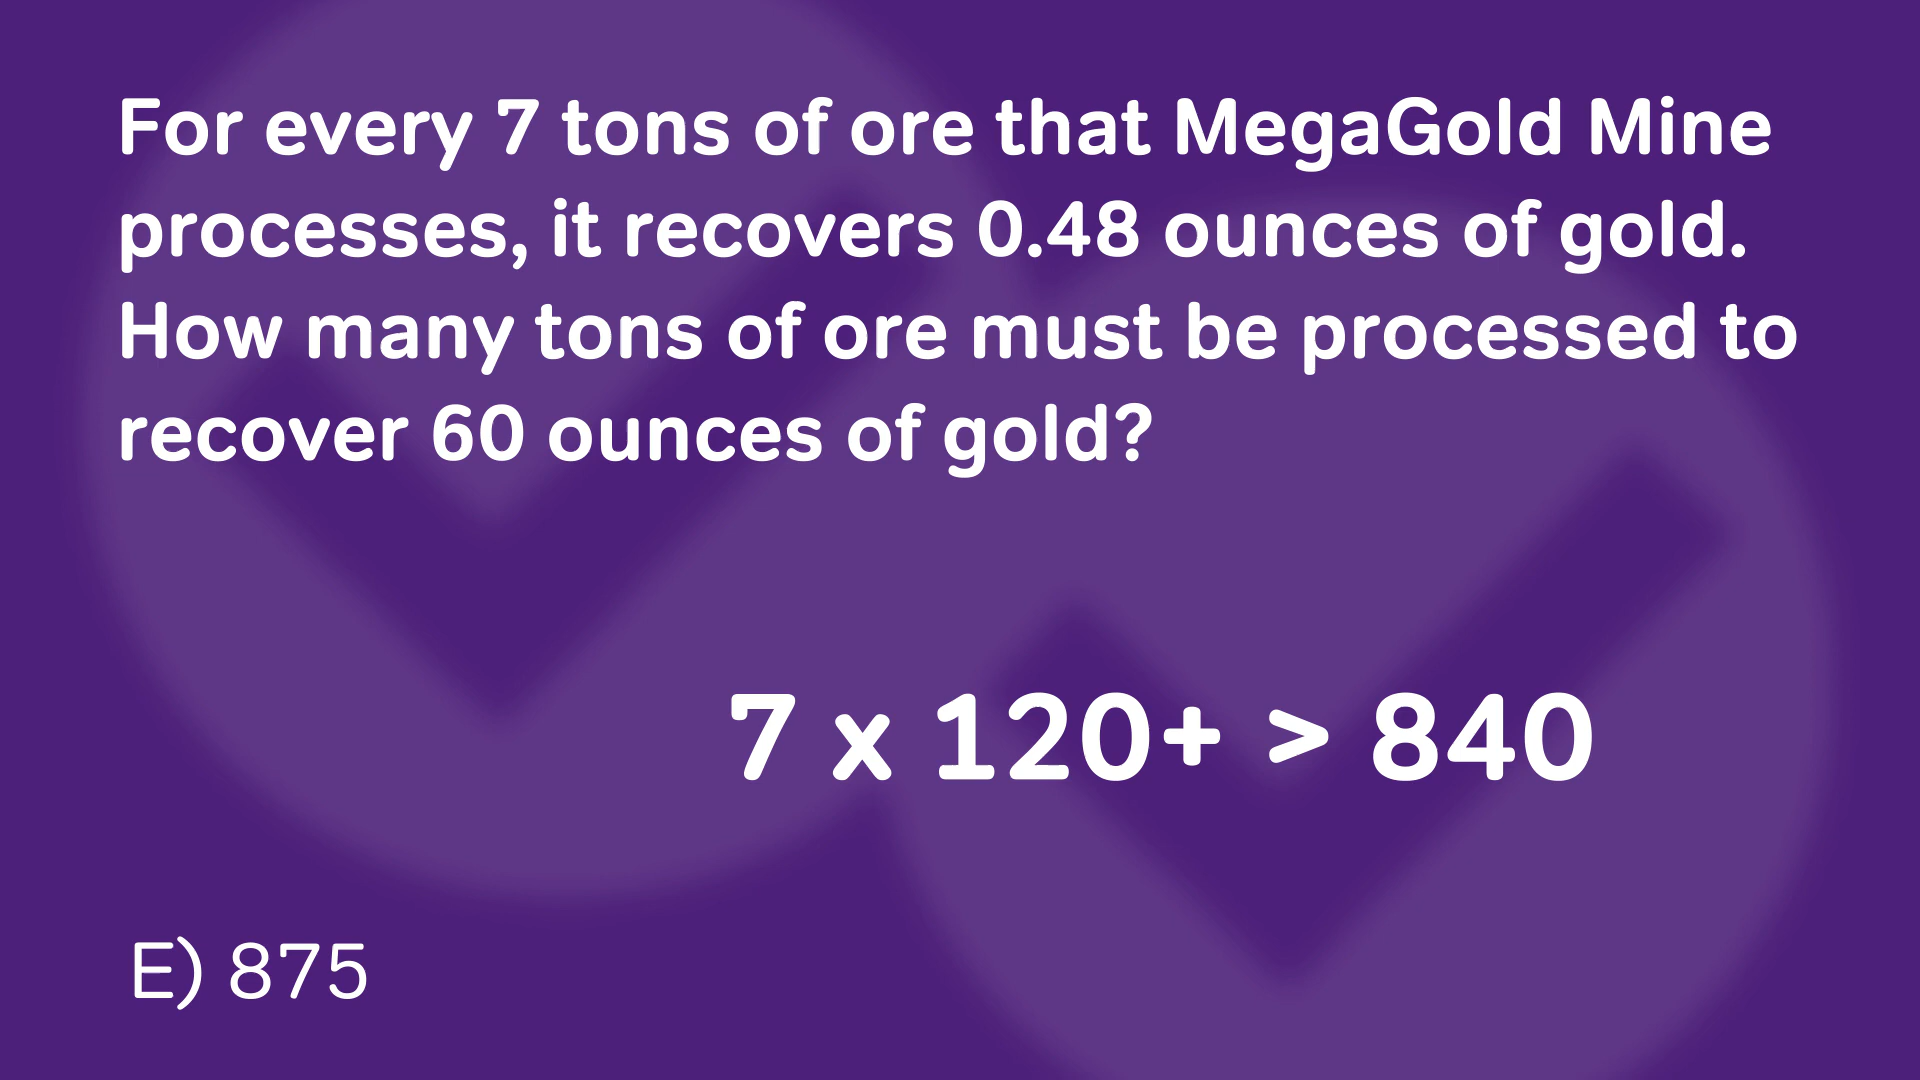 For every 7 tons of ore that MegaGold Mine
processes, it recovers 0.48 ounces of gold.
How many tons of ore must be processed to
recover 60 ounces of gold?
7 x 120+ > 840
E) 875